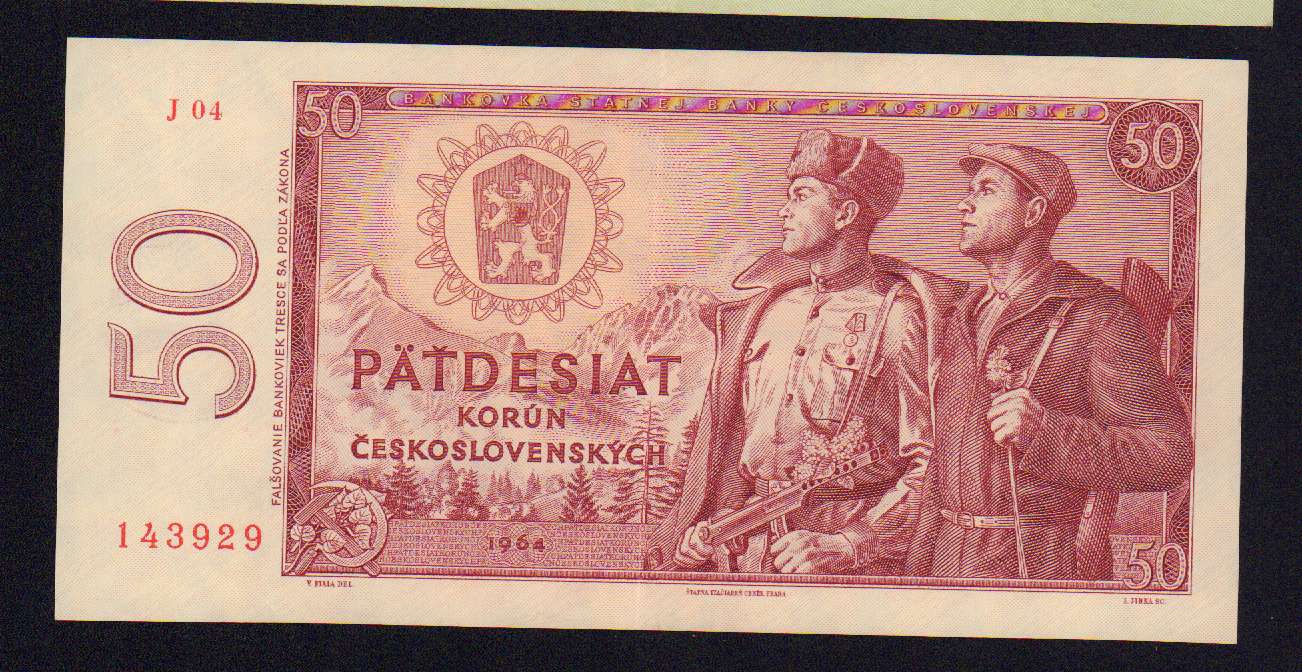 J 04
50
BANKOVKA ŠTÁTNEJ BANKY ČESKOSLOVENSKEJ
50
50
FALŠOVANIE BANKOVIEK TRESCE SA PODĽA ZÁKONA
PÄŤDESIAT
KORÚN
ČESKOSLOVENSKÝCH
143929
1964
50
V. FIALA DEL.
ŠTÁTNA TLAČIAREŇ CENÍN, PRAHA
J. JIRKA SC.